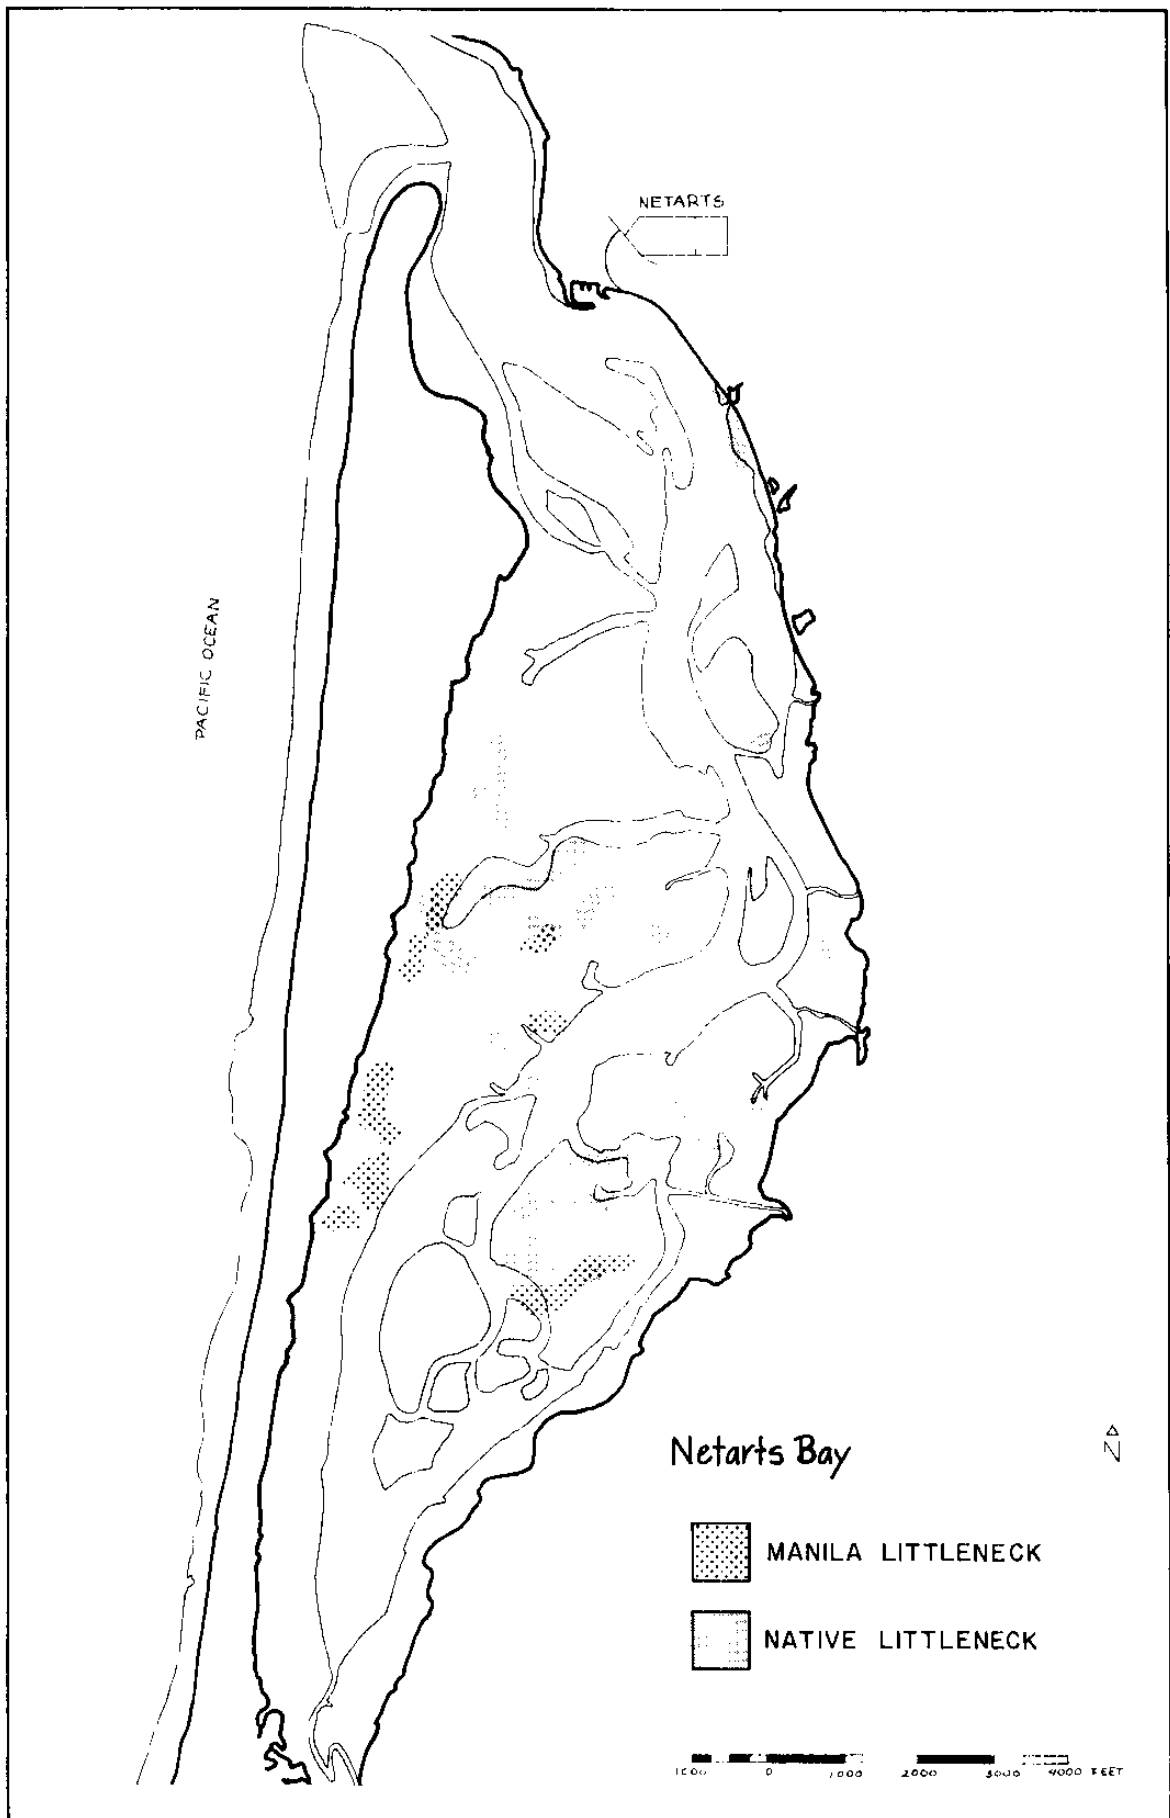 NETARTS
PACIFIC OCEAN
Netarts Bay
N
MANILA LITTLENECK
NATIVE LITTLENECK
1000 0 1000 2000 3000 4000 FEET